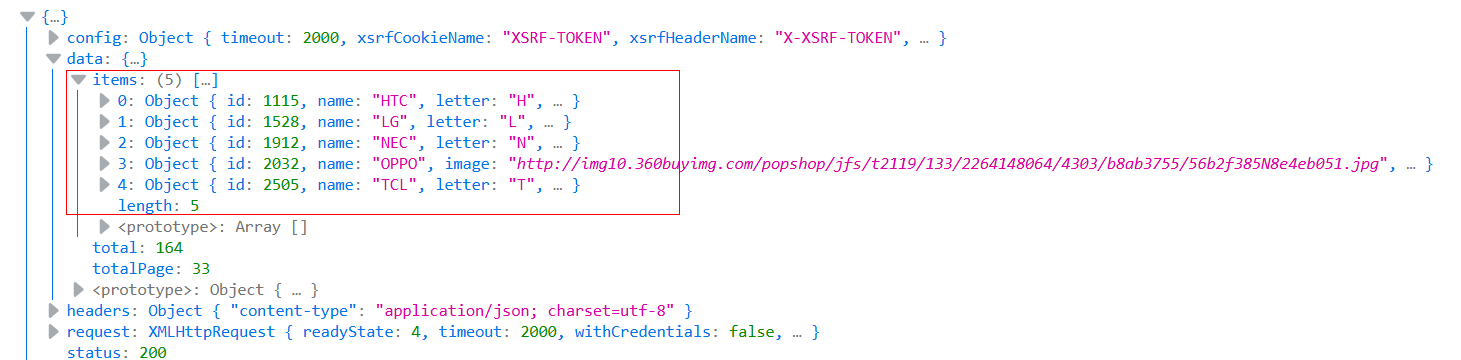 {…}
config: Object { timeout: 2000, xsrfCookieName: "XSRF-TOKEN", xsrfHeaderName: "X-XSRF-TOKEN", … }
data: {…}
items: (5) […]
0: Object { id: 1115, name: "HTC", letter: "H", … }
1: Object { id: 1528, name: "LG", letter: "L", … }
2: Object { id: 1912, name: "NEC", letter: "N", … }
3: Object { id: 2032, name: "OPPO", image: "http://img10.360buyimg.com/popshop/jfs/t2119/133/2264148064/4303/b8ab3755/56b2f385N8e4eb051.jpg", … }
4: Object { id: 2505, name: "TCL", letter: "T", … }
length: 5
<prototype>: Array []
total: 164
totalPage: 33
<prototype>: Object { … }
headers: Object { "content-type": "application/json; charset=utf-8" }
request: XMLHttpRequest { readyState: 4, timeout: 2000, withCredentials: false, … }
status: 200